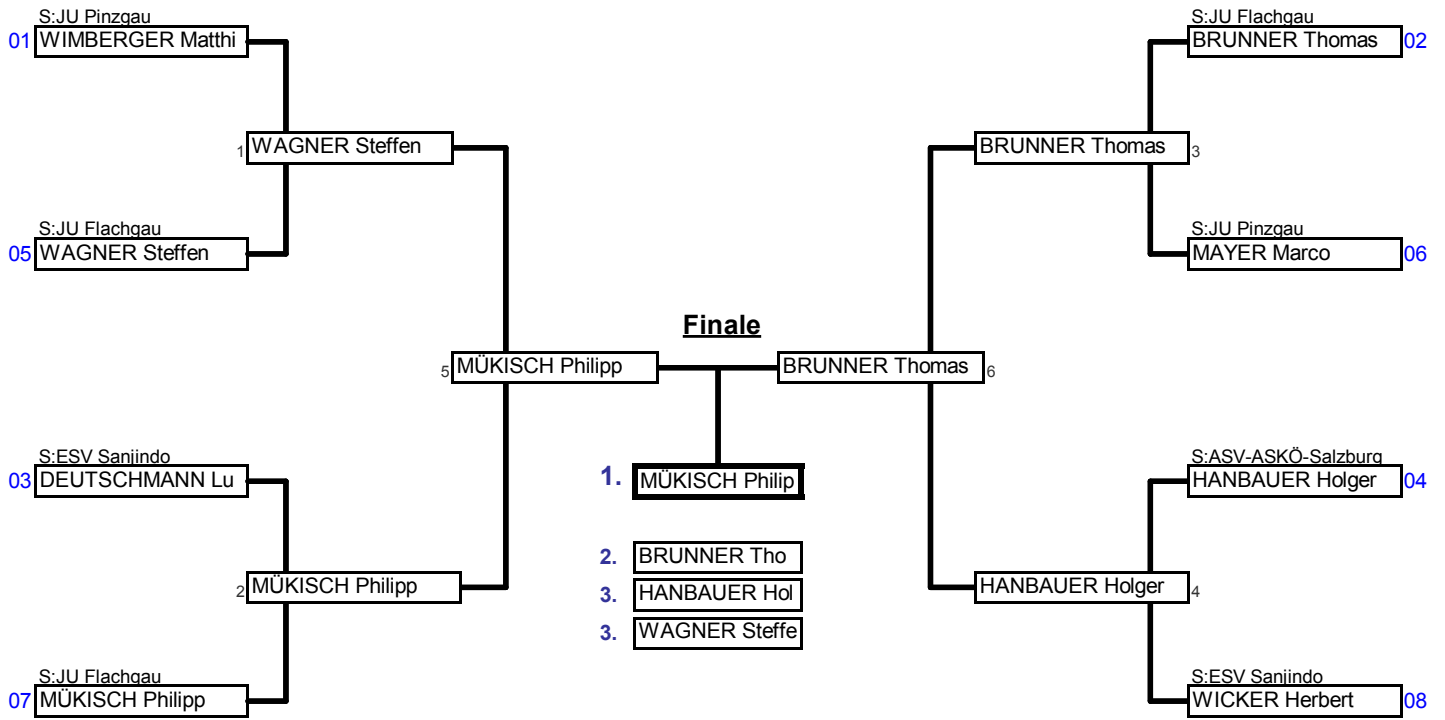 S:JU Pinzgau
01 WIMBERGER Matthi
S:JU Flachgau
BRUNNER Thomas 02
1 WAGNER Steffen
BRUNNER Thomas 3
S:JU Flachgau
05 WAGNER Steffen
S:JU Pinzgau
MAYER Marco 06
Finale
5 MÜKISCH Philipp
BRUNNER Thomas 6
S:ESV Sanjindo
03 DEUTSCHMANN Lu
1. MÜKISCH Philip
S:ASV-ASKÖ-Salzburg
HANBAUER Holger 04
2. BRUNNER Tho
2 MÜKISCH Philipp
3. HANBAUER Hol
HANBAUER Holger 4
3. WAGNER Steffe
S:JU Flachgau
07 MÜKISCH Philipp
S:ESV Sanjindo
WICKER Herbert 08